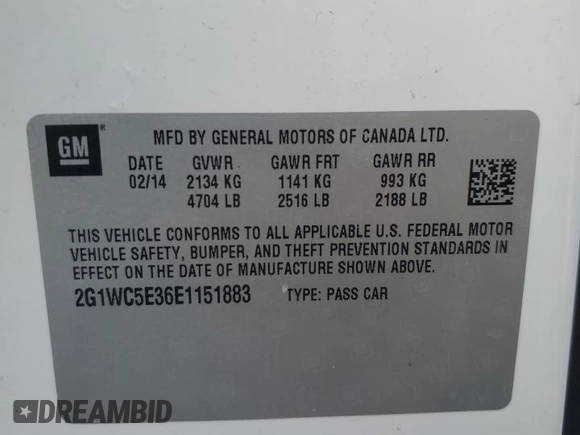 GM
MFD BY GENERAL MOTORS OF CANADA LTD.
DATE GVWR GAWR FRT GAWR RR
02/14 2134 KG 1141 KG 993 KG
4704 LB 2516 LB 2188 LB
THIS VEHICLE CONFORMS TO ALL APPLICABLE U.S. FEDERAL MOTOR
VEHICLE SAFETY, BUMPER, AND THEFT PREVENTION STANDARDS IN
EFFECT ON THE DATE OF MANUFACTURE SHOWN ABOVE.
2G1WC5E36E1151883 TYPE: PASS CAR
DREAMBID